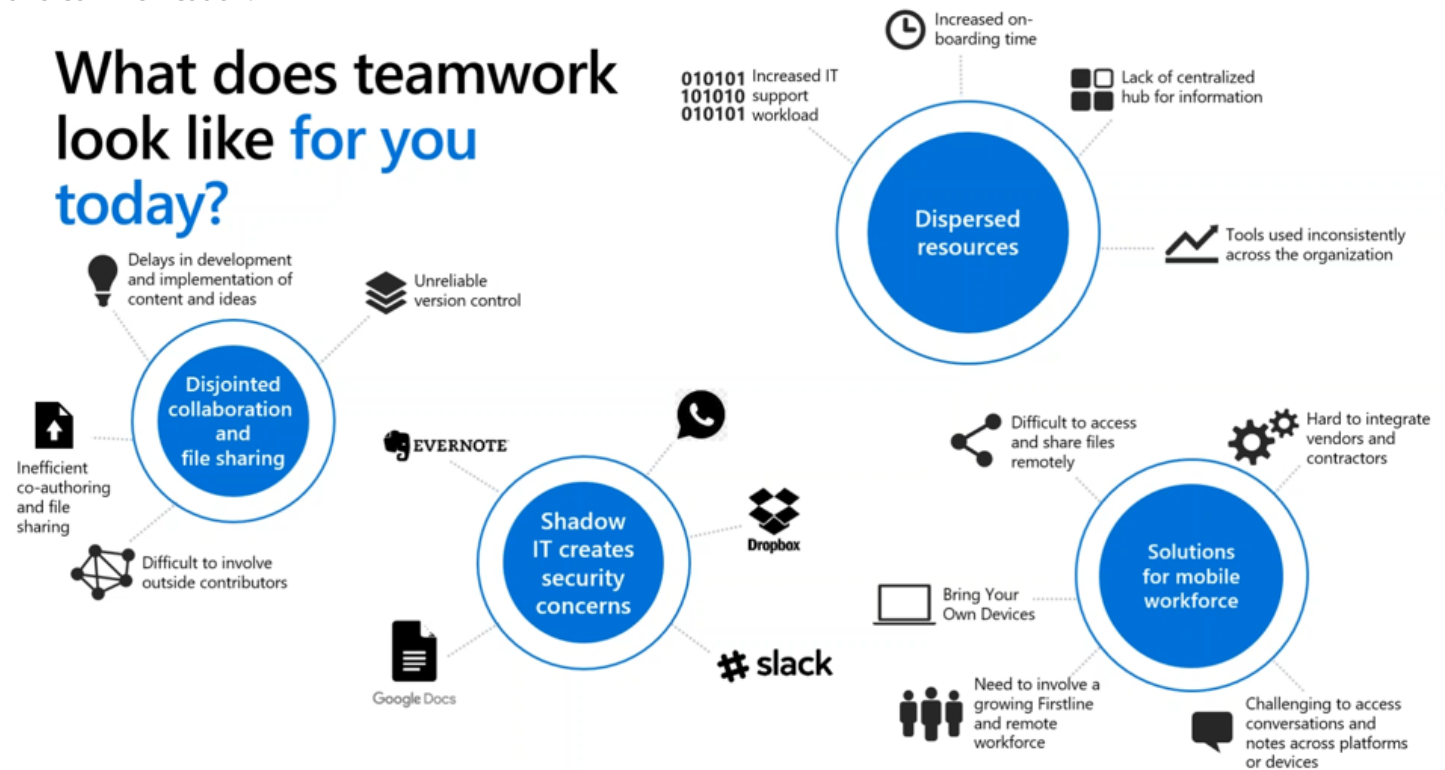 What does teamwork
look like for you
today?
Delays in development
and implementation of
content and ideas
Unreliable
version control
Disjointed
collaboration
and
file sharing
Inefficient
co-authoring
and file
sharing
Difficult to involve
outside contributors
EVERNOTE
Dropbox
Shadow
IT creates
security
concerns
Google Docs
slack
Increased on-
boarding time
010101
101010
010101
Increased IT
support
workload
Lack of centralized
hub for information
Dispersed
resources
Tools used inconsistently
across the organization
Difficult to access
and share files
remotely
Hard to integrate
vendors and
contractors
Solutions
for mobile
workforce
Bring Your
Own Devices
Need to involve a
growing Firstline
and remote
workforce
Challenging to access
conversations and
notes across platforms
or devices